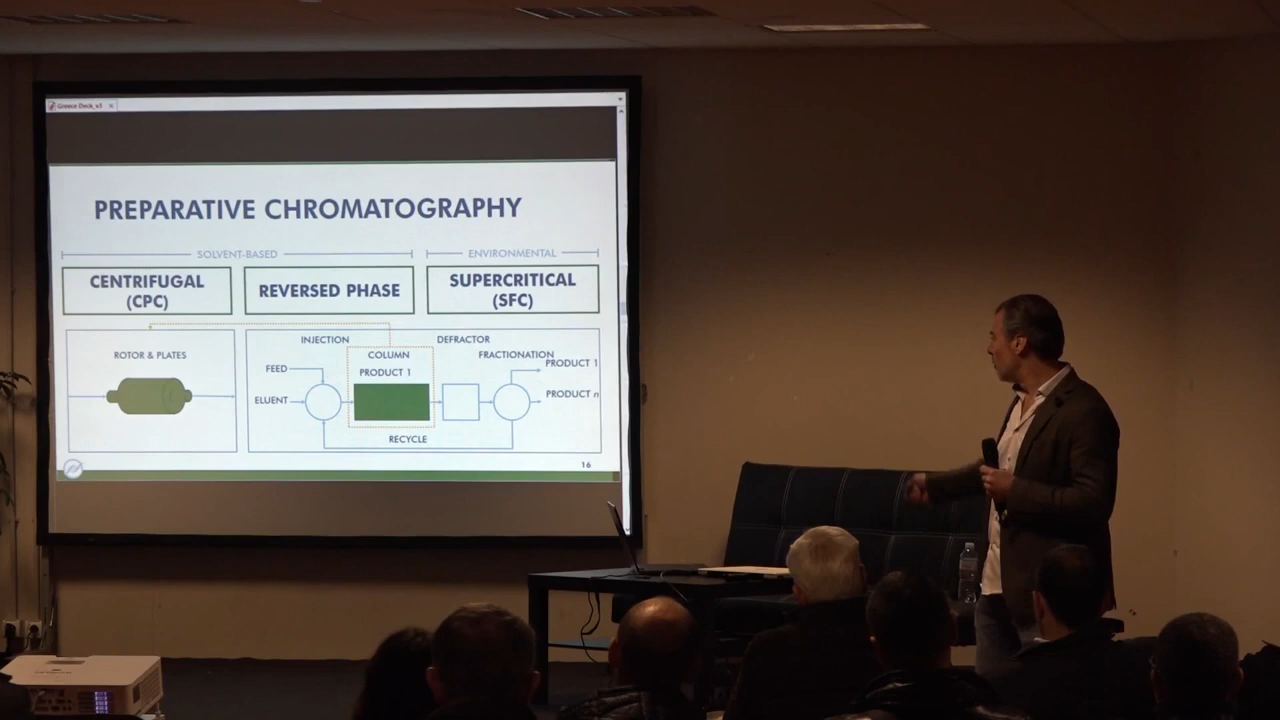 Greece Deck_v3
PREPARATIVE CHROMATOGRAPHY
SOLVENT-BASED
ENVIRONMENTAL
CENTRIFUGAL
(CPC)
REVERSED PHASE
SUPERCRITICAL
(SFC)
ROTOR & PLATES
INJECTION
DEFRACTOR
COLUMN
FRACTIONATION
PRODUCT 1
FEED
PRODUCT 1
ELUENT
PRODUCT n
RECYCLE
16